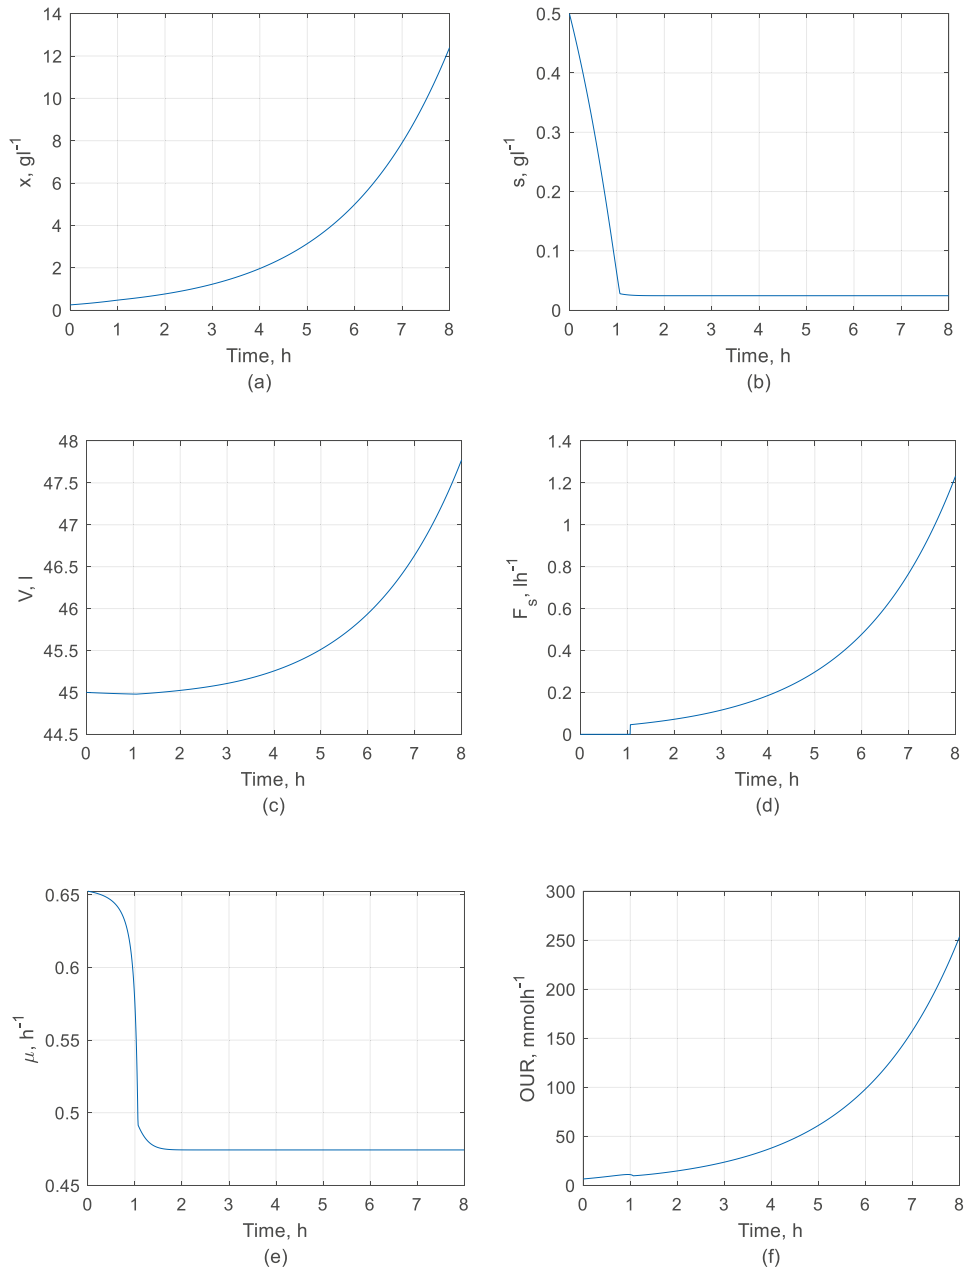 14
12
10
8
6
4
2
0
x, gl-1
0 1 2 3 4 5 6 7 8
Time, h
(a)
0.5
0.4
0.3
0.2
0.1
0
s, gl-1
0 1 2 3 4 5 6 7 8
Time, h
(b)
48
47.5
47
46.5
46
45.5
45
44.5
V, l
0 1 2 3 4 5 6 7 8
Time, h
(c)
1.4
1.2
1
0.8
0.6
0.4
0.2
0
Fs, lh-1
0 1 2 3 4 5 6 7 8
Time, h
(d)
0.65
0.6
0.55
0.5
0.45
μ, h-1
0 1 2 3 4 5 6 7 8
Time, h
(e)
300
250
200
150
100
50
0
OUR, mmolh-1
0 1 2 3 4 5 6 7 8
Time, h
(f)